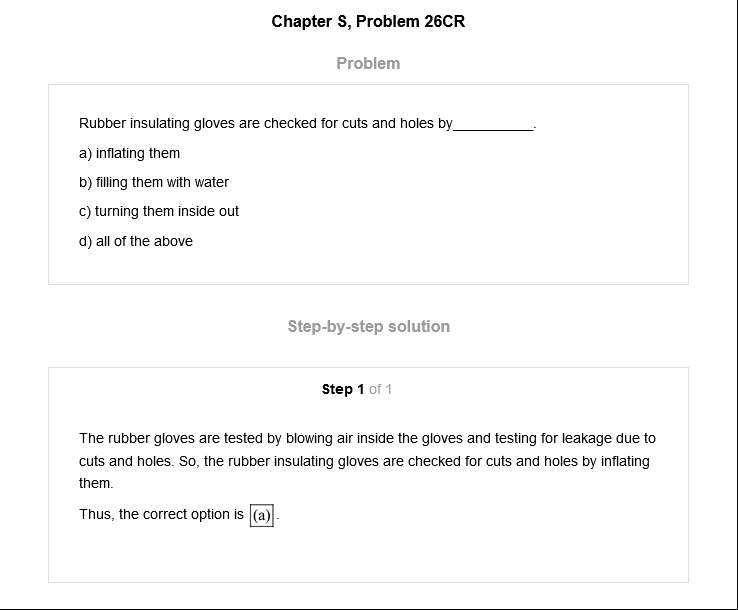 Chapter S, Problem 26CR
Problem
Rubber insulating gloves are checked for cuts and holes by__________.
a) inflating them
b) filling them with water
c) turning them inside out
d) all of the above
Step-by-step solution
Step 1 of 1
The rubber gloves are tested by blowing air inside the gloves and testing for leakage due to
cuts and holes. So, the rubber insulating gloves are checked for cuts and holes by inflating
them.
Thus, the correct option is (a).